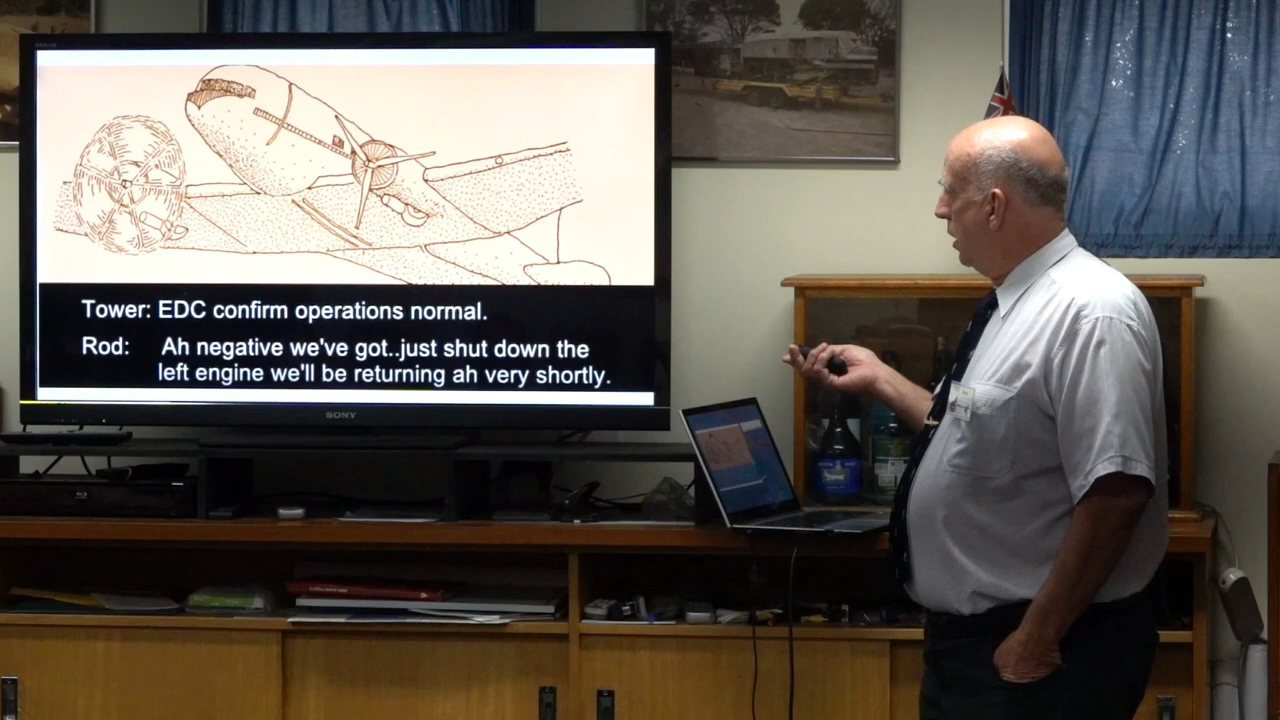 Tower: EDC confirm operations normal.
Rod: Ah negative we've got..just shut down the
left engine we'll be returning ah very shortly.
SONY